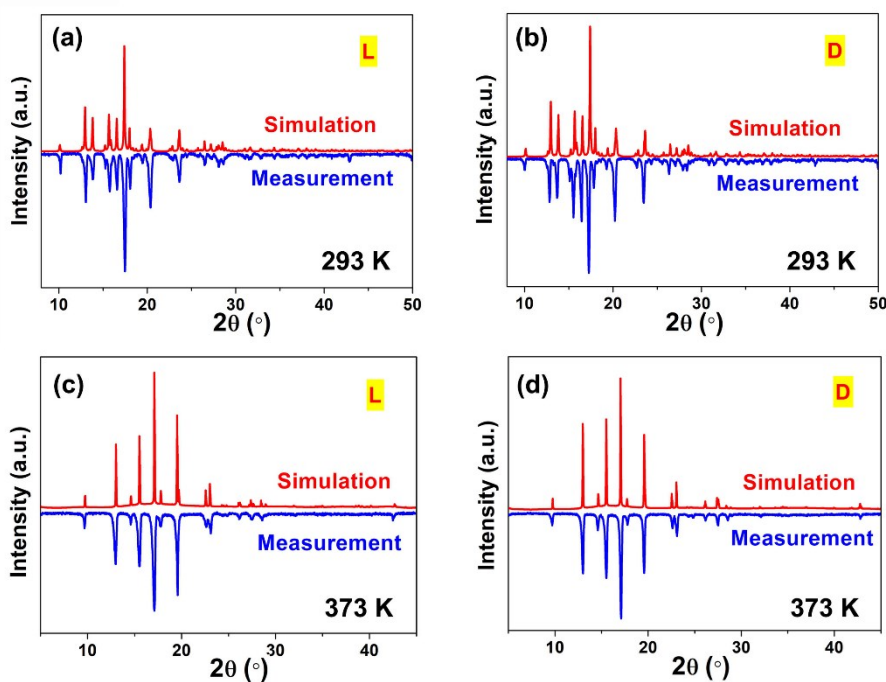 (a)
L
Simulation
Measurement
293 K
Intensity (a.u.)
10 20 30 40 50
2θ (°)
(b)
D
Simulation
Measurement
293 K
Intensity (a.u.)
10 20 30 40 50
2θ (°)
(c)
L
Simulation
Measurement
373 K
Intensity (a.u.)
10 20 30 40
2θ (°)
(d)
D
Simulation
Measurement
373 K
Intensity (a.u.)
10 20 30 40
2θ (°)